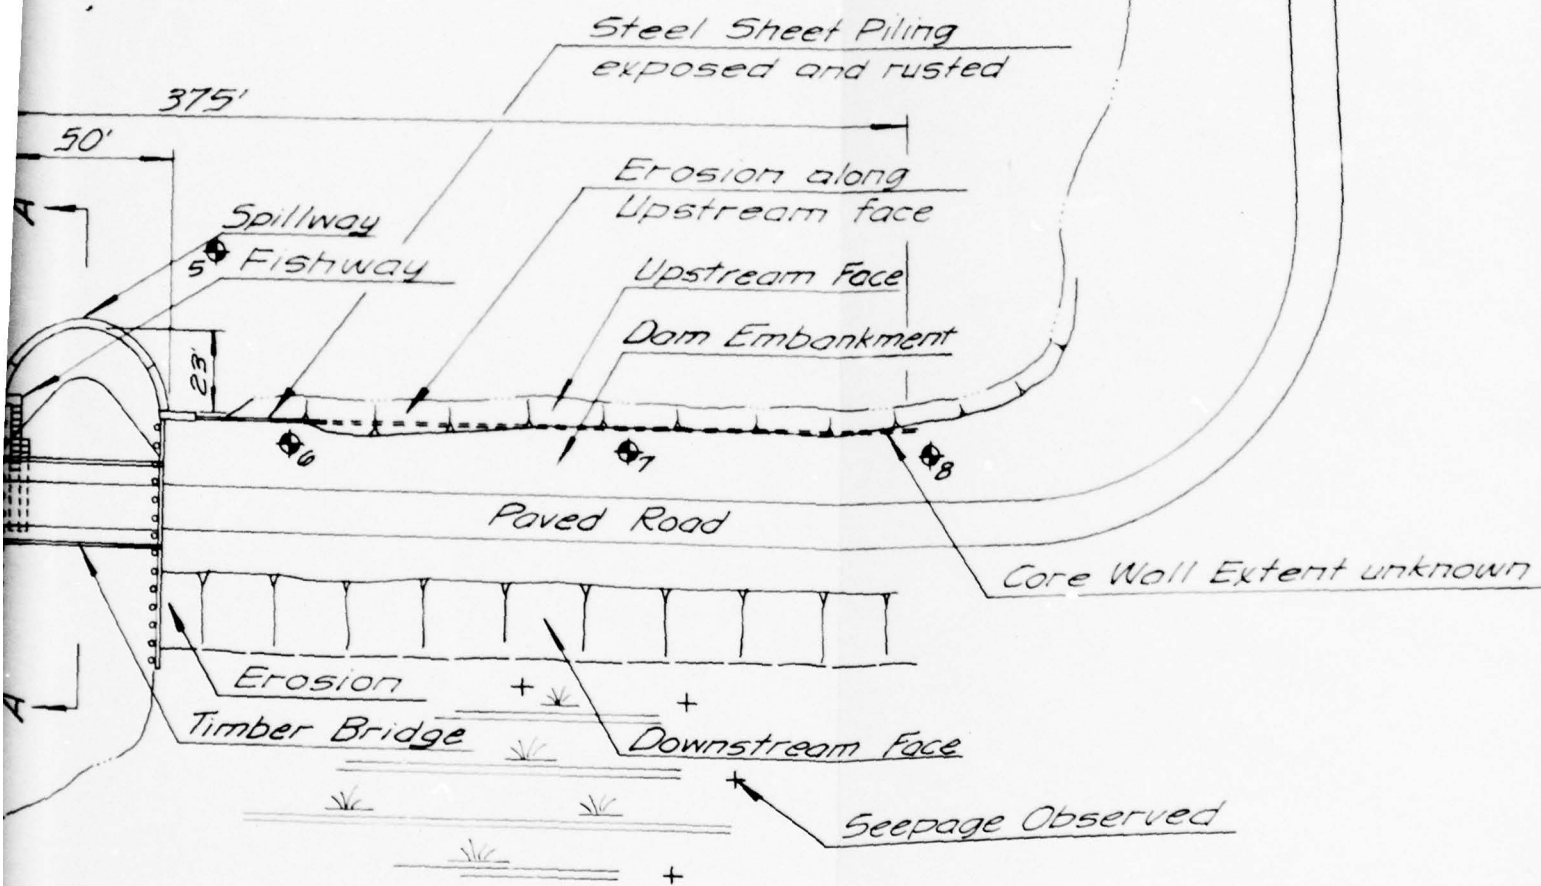 Steel Sheet Piling
exposed and rusted
375'
50'
Erosion along
Upstream face
A
Spillway
5
Fishway
Upstream Face
Dam Embankment
23'
6
7
8
Paved Road
Core Wall Extent unknown
Erosion
A
Timber Bridge
Downstream Face
Seepage Observed